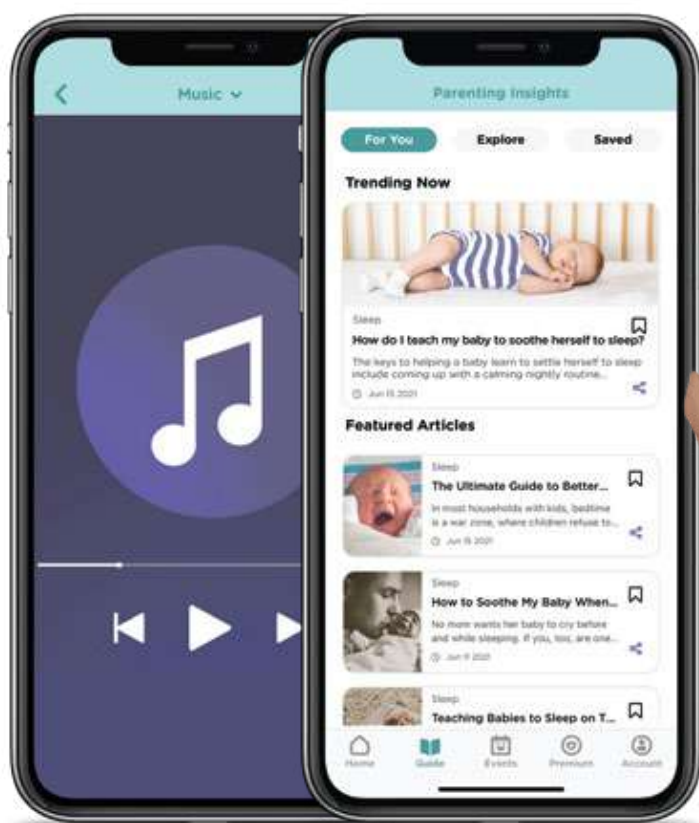 Music
Parenting Insights
For You
Explore
Saved
Trending Now
Sleep
How do I teach my baby to soothe herself to sleep?
The keys to helping a baby learn to settle herself to sleep
include coming up with a calming nightly routine...
Jun 15 2021
Featured Articles
Sleep
The Ultimate Guide to Better...
In most households with kids, bedtime
is a war zone, where children refuse to...
Jun 15 2021
Sleep
How to Soothe My Baby When...
No mom wants her baby to cry before
and while sleeping. If you, too, are one...
Jun 11 2021
Sleep
Teaching Babies to Sleep on T...
Home
Guide
Events
Premium
Account